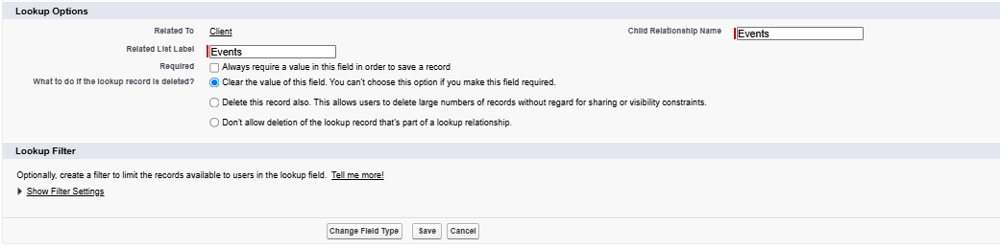 Lookup Options
Related To Client Child Relationship Name Events
Related List Label Events
Required Always require a value in this field in order to save a record
What to do if the lookup record is deleted? Clear the value of this field. You can't choose this option if you make this field required.
Delete this record also. This allows users to delete large numbers of records without regard for sharing or visibility constraints.
Don't allow deletion of the lookup record that's part of a lookup relationship.
Lookup Filter
Optionally, create a filter to limit the records available to users in the lookup field. Tell me more!
Show Filter Settings
Change Field Type Save Cancel